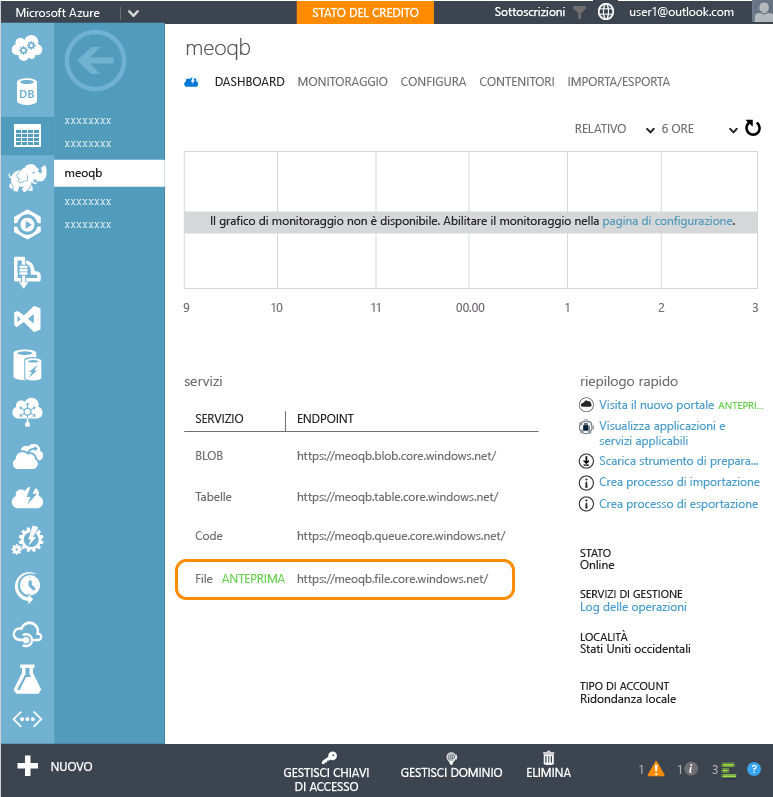 Microsoft Azure
STATO DEL CREDITO
Sottoscrizioni
user1@outlook.com
DB
xxxxxxxx
xxxxxxxx
meoqb
xxxxxxxx
xxxxxxxx
meoqb
DASHBOARD MONITORAGGIO CONFIGURA CONTENITORI IMPORTA/ESPORTA
RELATIVO 6 ORE
Il grafico di monitoraggio non è disponibile. Abilitare il monitoraggio nella pagina di configurazione.
9 10 11 00.00 1 2 3
servizi
SERVIZIO ENDPOINT
BLOB https://meoqb.blob.core.windows.net/
Tabelle https://meoqb.table.core.windows.net/
Code https://meoqb.queue.core.windows.net/
File ANTEPRIMA https://meoqb.file.core.windows.net/
riepilogo rapido
Visita il nuovo portale ANTEPRI...
Visualizza applicazioni e
servizi applicabili
Scarica strumento di prepara...
Crea processo di importazione
Crea processo di esportazione
STATO
Online
SERVIZI DI GESTIONE
Log delle operazioni
LOCALITÀ
Stati Uniti occidentali
TIPO DI ACCOUNT
Ridondanza locale
NUOVO
GESTISCI CHIAVI
DI ACCESSO
GESTISCI DOMINIO
ELIMINA
1 1 3 ?